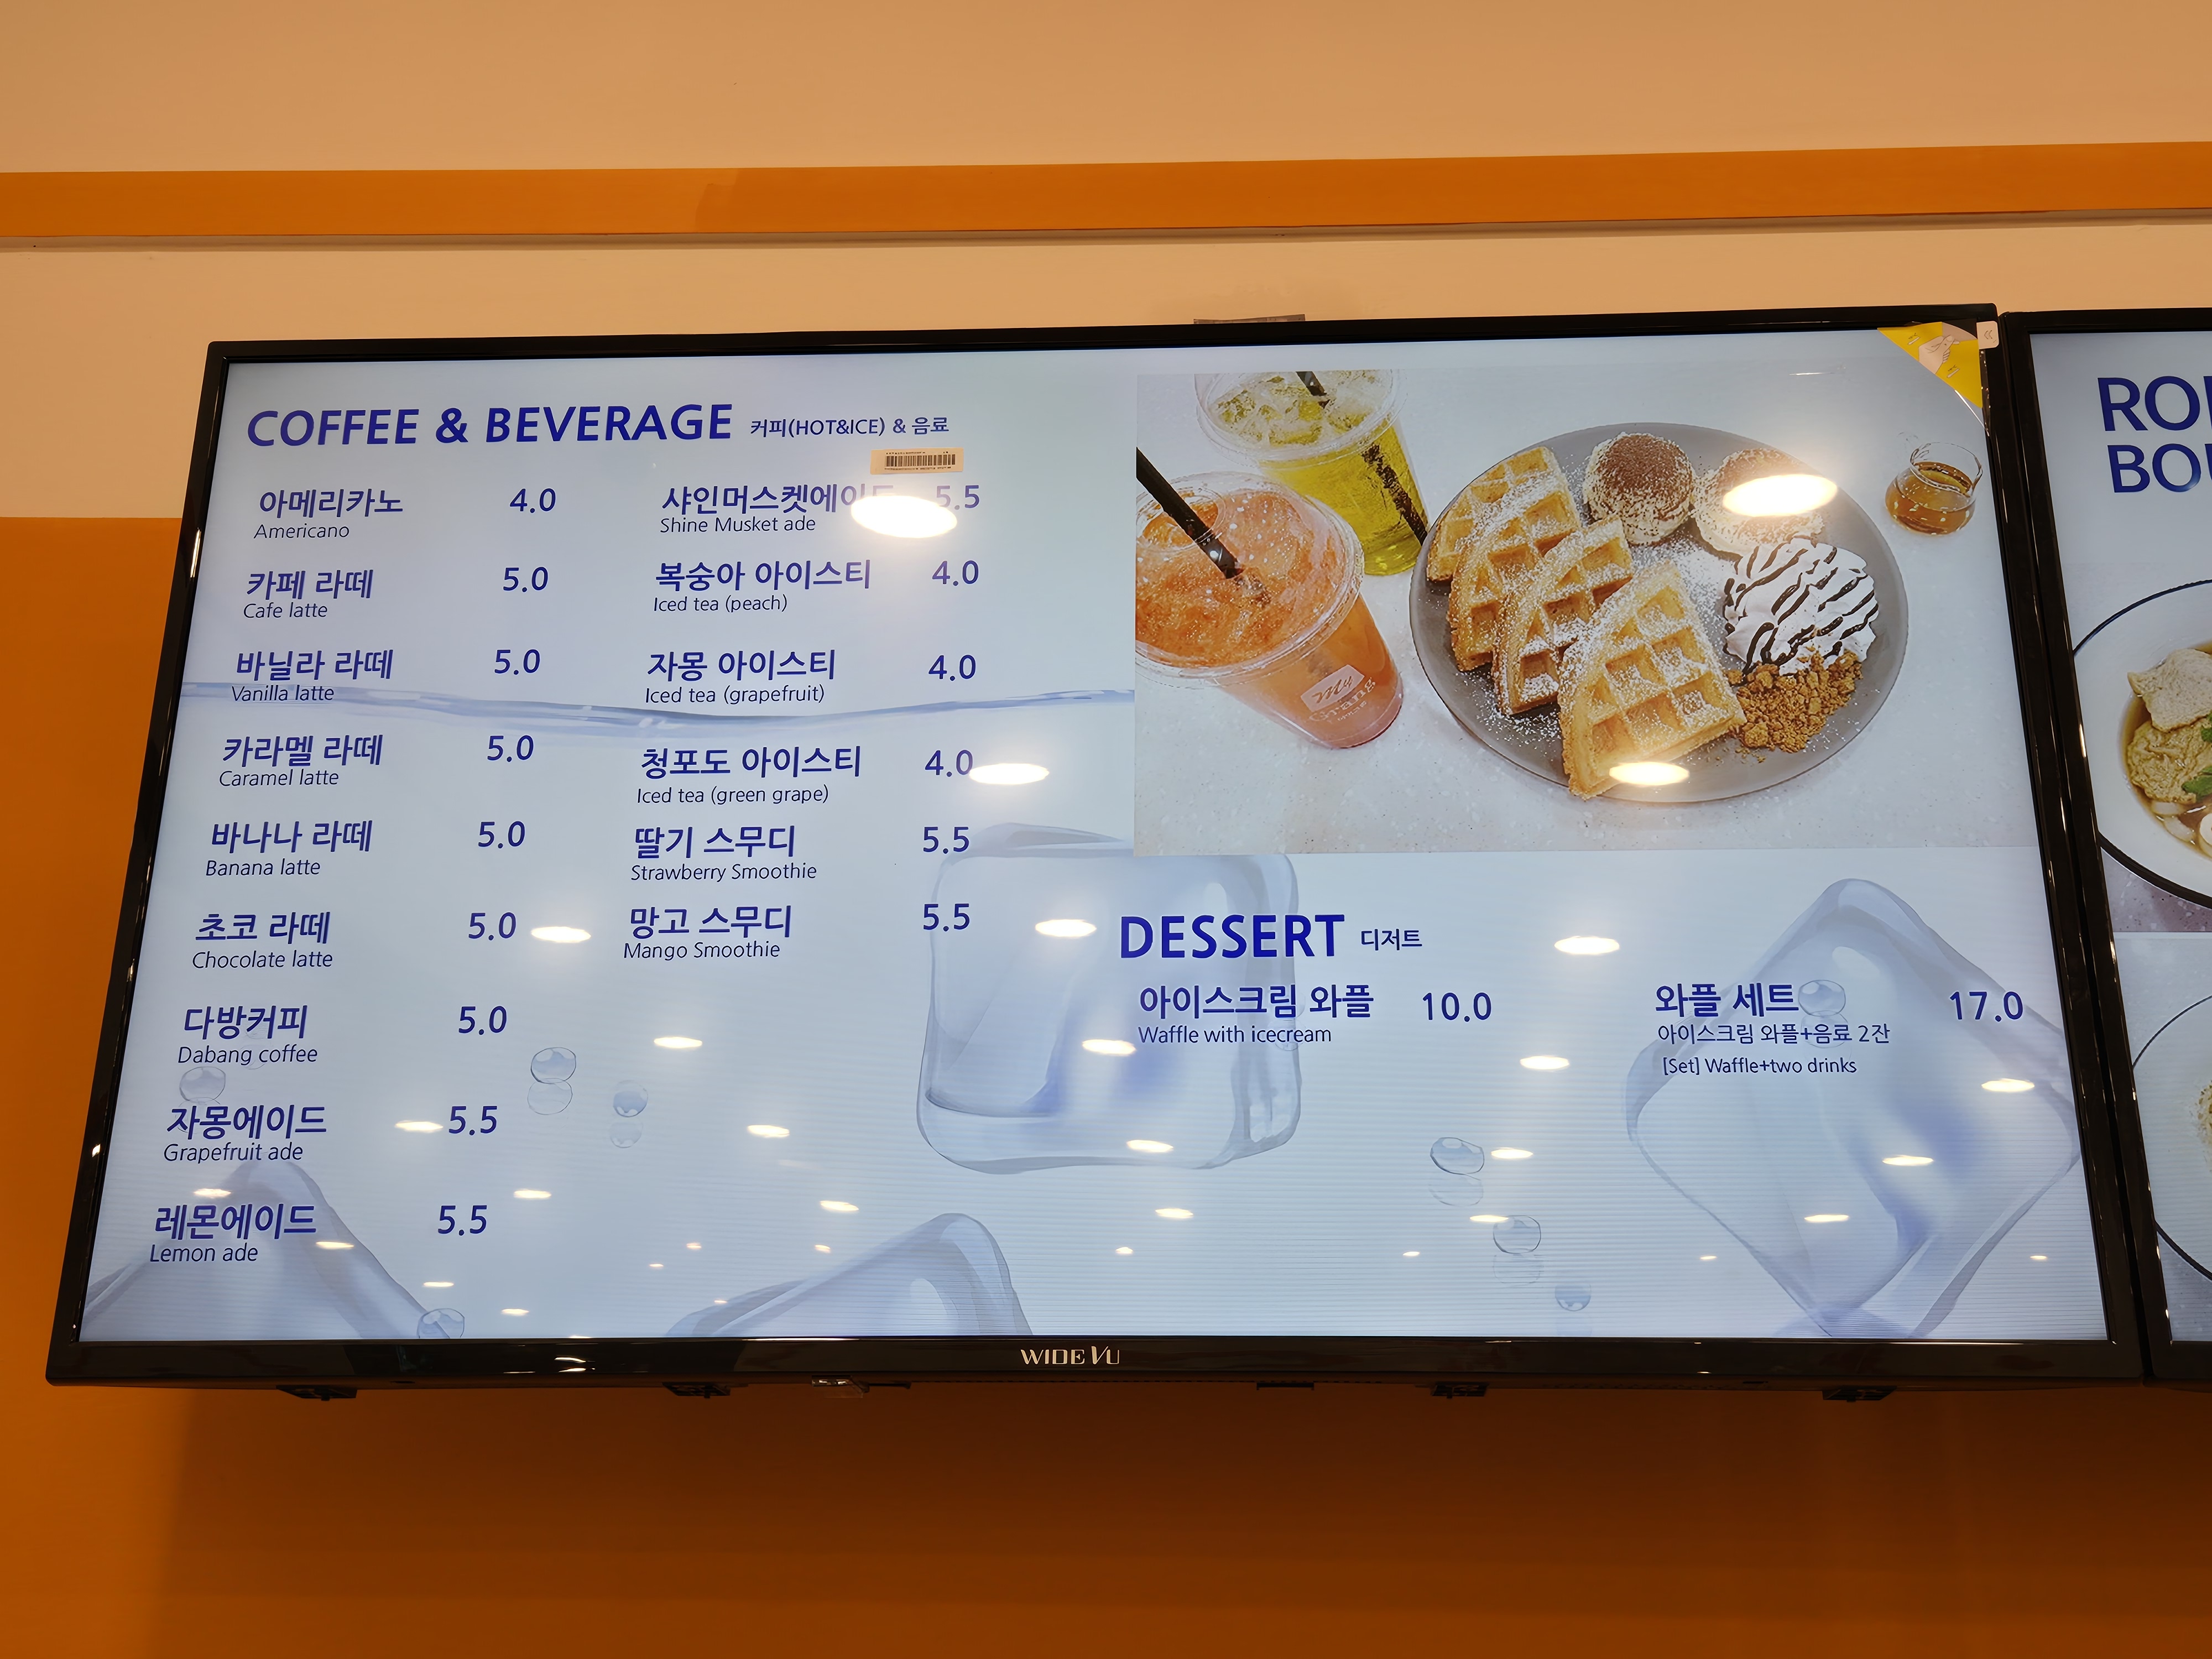 COFFEE & BEVERAGE 커피(HOT&ICE) & 음료
아메리카노 4.0
Americano
카페 라떼 5.0
Cafe latte
바닐라 라떼 5.0
Vanilla latte
카라멜 라떼 5.0
Caramel latte
바나나 라떼 5.0
Banana latte
초코 라떼 5.0
Chocolate latte
다방커피 5.0
Dabang coffee
자몽에이드 5.5
Grapefruit ade
레몬에이드 5.5
Lemon ade
샤인머스켓에이드 5.5
Shine Musket ade
복숭아 아이스티 4.0
Iced tea (peach)
자몽 아이스티 4.0
Iced tea (grapefruit)
청포도 아이스티 4.0
Iced tea (green grape)
딸기 스무디 5.5
Strawberry Smoothie
망고 스무디 5.5
Mango Smoothie
My
DESSERT 디저트
아이스크림 와플 10.0
Waffle with icecream
와플 세트 17.0
아이스크림 와플+음료 2잔
[Set] Waffle+two drinks
WIDE VU